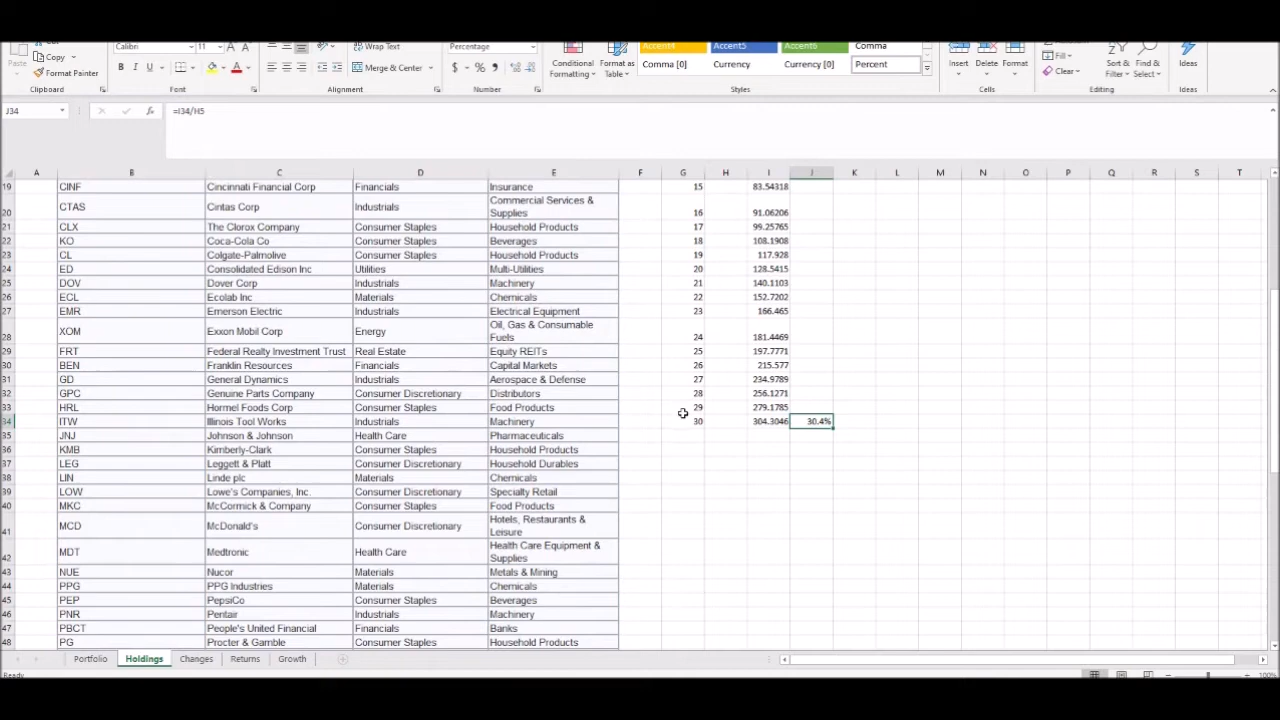 Calibri 11 A A Wrap Text Percentage Accent4 Accent5 Accent6 Comma
Copy Fill
Paste Format Painter B I U A Merge & Center $ % Conditional Formatting Format as Table Comma [0] Currency Currency [0] Percent Insert Delete Format Clear Sort & Filter Find & Select Ideas
Clipboard Font Alignment Number Styles Cells Editing Ideas
J34 fx =I34/H5
A B C D E F G H I J K L M N O P Q R S T
19 CINF Cincinnati Financial Corp Financials Insurance 15 83.54318
20 CTAS Cintas Corp Industrials Commercial Services & Supplies 16 91.06206
21 CLX The Clorox Company Consumer Staples Household Products 17 99.25765
22 KO Coca-Cola Co Consumer Staples Beverages 18 108.1908
23 CL Colgate-Palmolive Consumer Staples Household Products 19 117.928
24 ED Consolidated Edison Inc Utilities Multi-Utilities 20 128.5415
25 DOV Dover Corp Industrials Machinery 21 140.1103
26 ECL Ecolab Inc Materials Chemicals 22 152.7202
27 EMR Emerson Electric Industrials Electrical Equipment 23 166.465
28 XOM Exxon Mobil Corp Energy Oil, Gas & Consumable Fuels 24 181.4469
29 FRT Federal Realty Investment Trust Real Estate Equity REITs 25 197.7771
30 BEN Franklin Resources Financials Capital Markets 26 215.577
31 GD General Dynamics Industrials Aerospace & Defense 27 234.9789
32 GPC Genuine Parts Company Consumer Discretionary Distributors 28 256.1271
33 HRL Hormel Foods Corp Consumer Staples Food Products 29 279.1785
34 ITW Illinois Tool Works Industrials Machinery 30 304.3046 30.4%
35 JNJ Johnson & Johnson Health Care Pharmaceuticals
36 KMB Kimberly-Clark Consumer Staples Household Products
37 LEG Leggett & Platt Consumer Discretionary Household Durables
38 LIN Linde plc Materials Chemicals
39 LOW Lowe's Companies, Inc. Consumer Discretionary Specialty Retail
40 MKC McCormick & Company Consumer Staples Food Products
41 MCD McDonald's Consumer Discretionary Hotels, Restaurants & Leisure
42 MDT Medtronic Health Care Health Care Equipment & Supplies
43 NUE Nucor Materials Metals & Mining
44 PPG PPG Industries Materials Chemicals
45 PEP PepsiCo Consumer Staples Beverages
46 PNR Pentair Industrials Machinery
47 PBCT People's United Financial Financials Banks
48 PG Procter & Gamble Consumer Staples Household Products
Portfolio Holdings Changes Returns Growth
Ready 100%